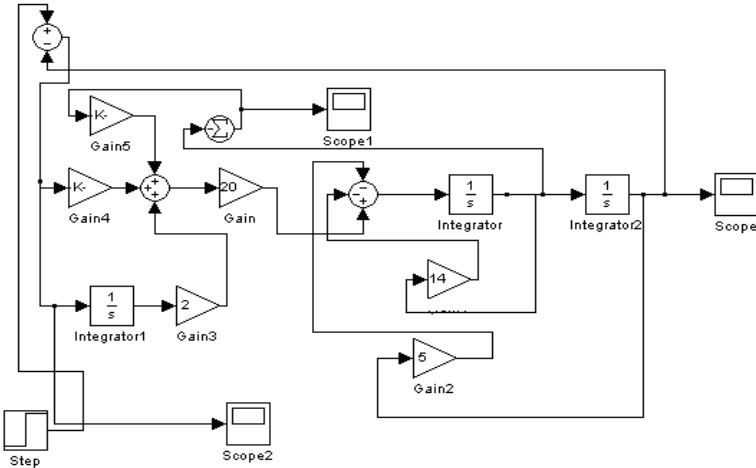 K-
Gain5
Scope1
K-
Gain4
20
Gain
1
s
Integrator
1
s
Integrator2
Scope
14
1
s
Integrator1
2
Gain3
5
Gain2
Step
Scope2